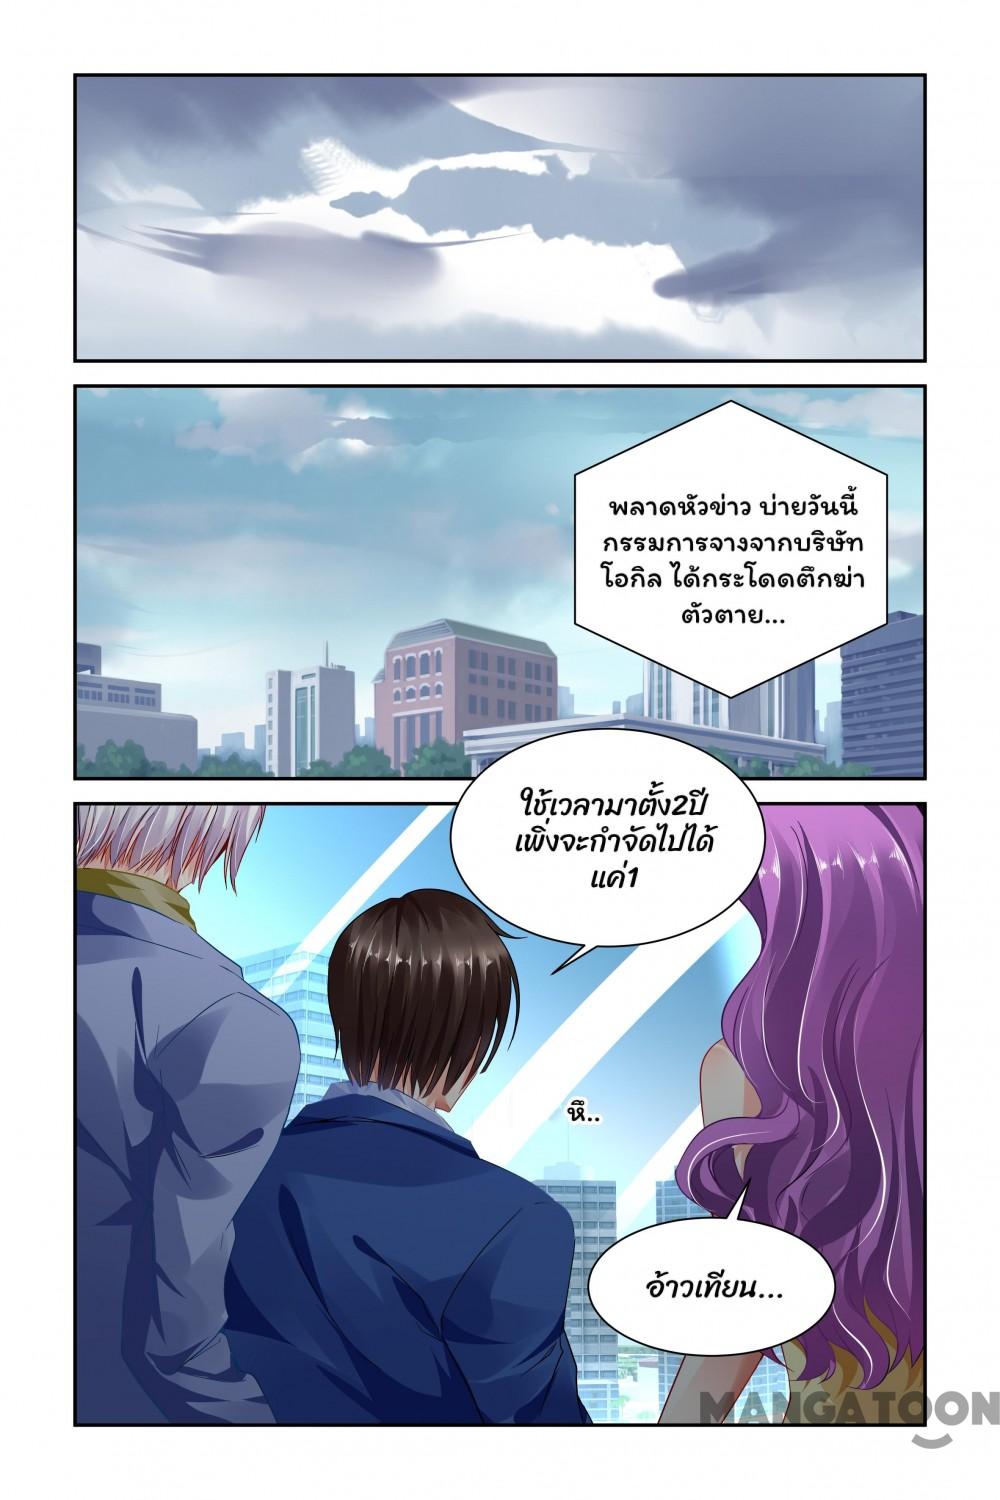 พลาดหัวข่าว บ่ายวันนี้
กรรมการจางจากบริษัท
โอกิล ได้กระโดดตึกฆ่า
ตัวตาย...
ใช้เวลามาตั้ง2ปี
เพิ่งจะกำจัดไปได้
แค่1
หึ..
อ้าวเทียน...
MANGATOON